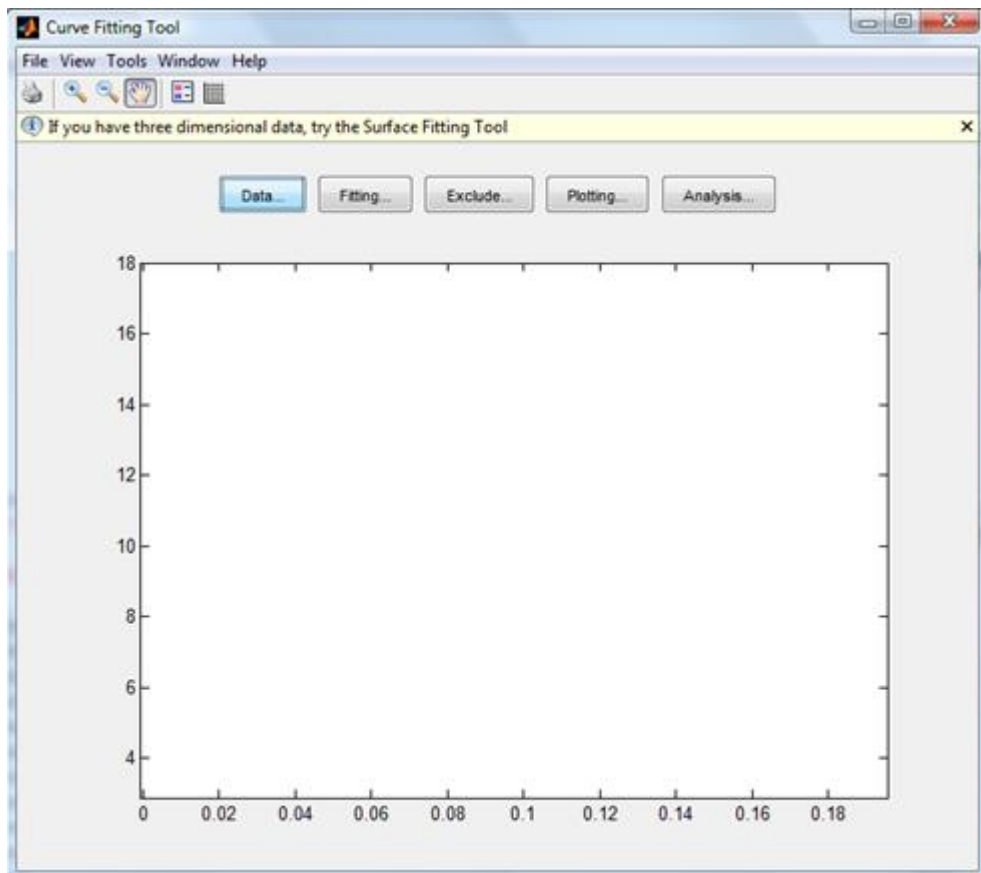 Curve Fitting Tool
File View Tools Window Help
If you have three dimensional data, try the Surface Fitting Tool
Data... Fitting... Exclude... Plotting... Analysis...
18
16
14
12
10
8
6
4
0 0.02 0.04 0.06 0.08 0.1 0.12 0.14 0.16 0.18